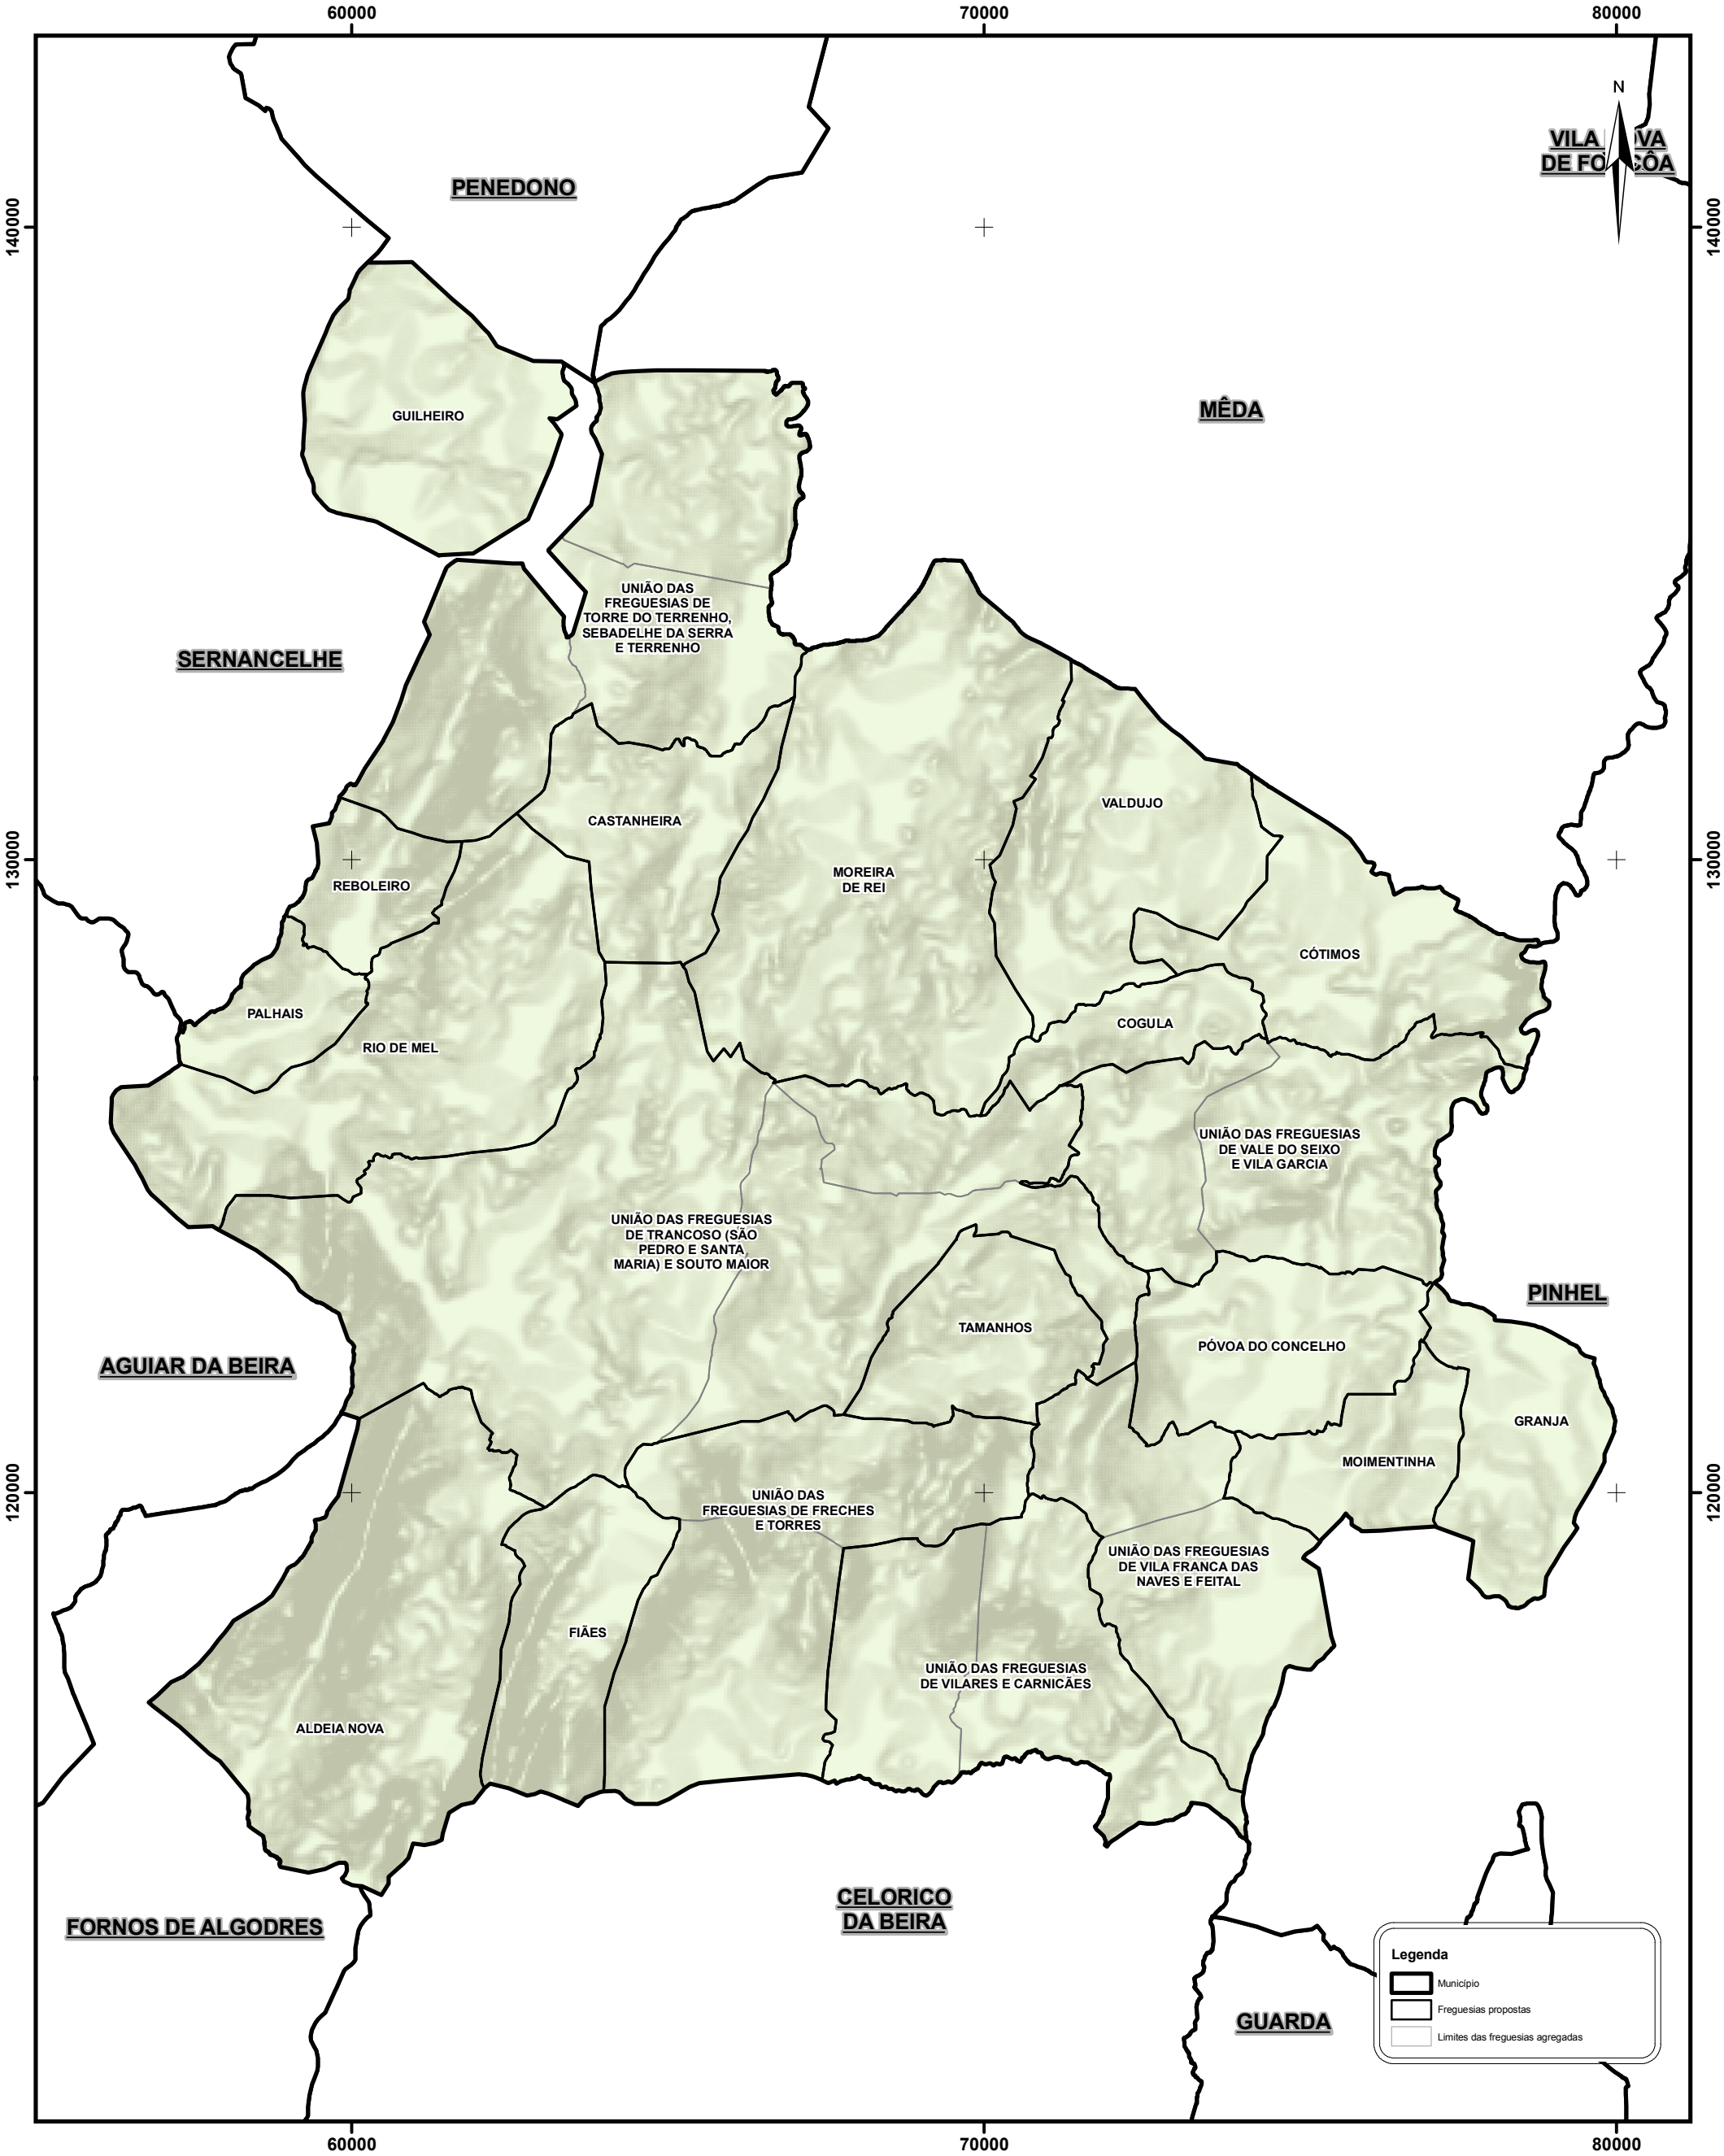 60000
70000
80000
N
VILA
OVA
DE FO
CÔA
PENEDONO
140000
140000
MÊDA
GUILHEIRO
UNIÃO DAS
FREGUESIAS DE
TORRE DO TERRENHO,
SEBADELHE DA SERRA
E TERRENHO
SERNANCELHE
VALDUJO
CASTANHEIRA
130000
130000
MOREIRA
DE REI
REBOLEIRO
CÓTIMOS
PALHAIS
COGULA
RIO DE MEL
UNIÃO DAS FREGUESIAS
DE VALE DO SEIXO
E VILA GARCIA
UNIÃO DAS FREGUESIAS
DE TRANCOSO (SÃO
PEDRO E SANTA
MARIA) E SOUTO MAIOR
PINHEL
TAMANHOS
PÓVOA DO CONCELHO
AGUIAR DA BEIRA
GRANJA
MOIMENTINHA
120000
120000
UNIÃO DAS
FREGUESIAS DE FRECHES
E TORRES
UNIÃO DAS FREGUESIAS
DE VILA FRANCA DAS
NAVES E FEITAL
FIÃES
UNIÃO DAS FREGUESIAS
DE VILARES E CARNICÃES
ALDEIA NOVA
CELORICO
DA BEIRA
FORNOS DE ALGODRES
GUARDA
Legenda
Município
Freguesias propostas
Limites das freguesias agregadas
60000
70000
80000